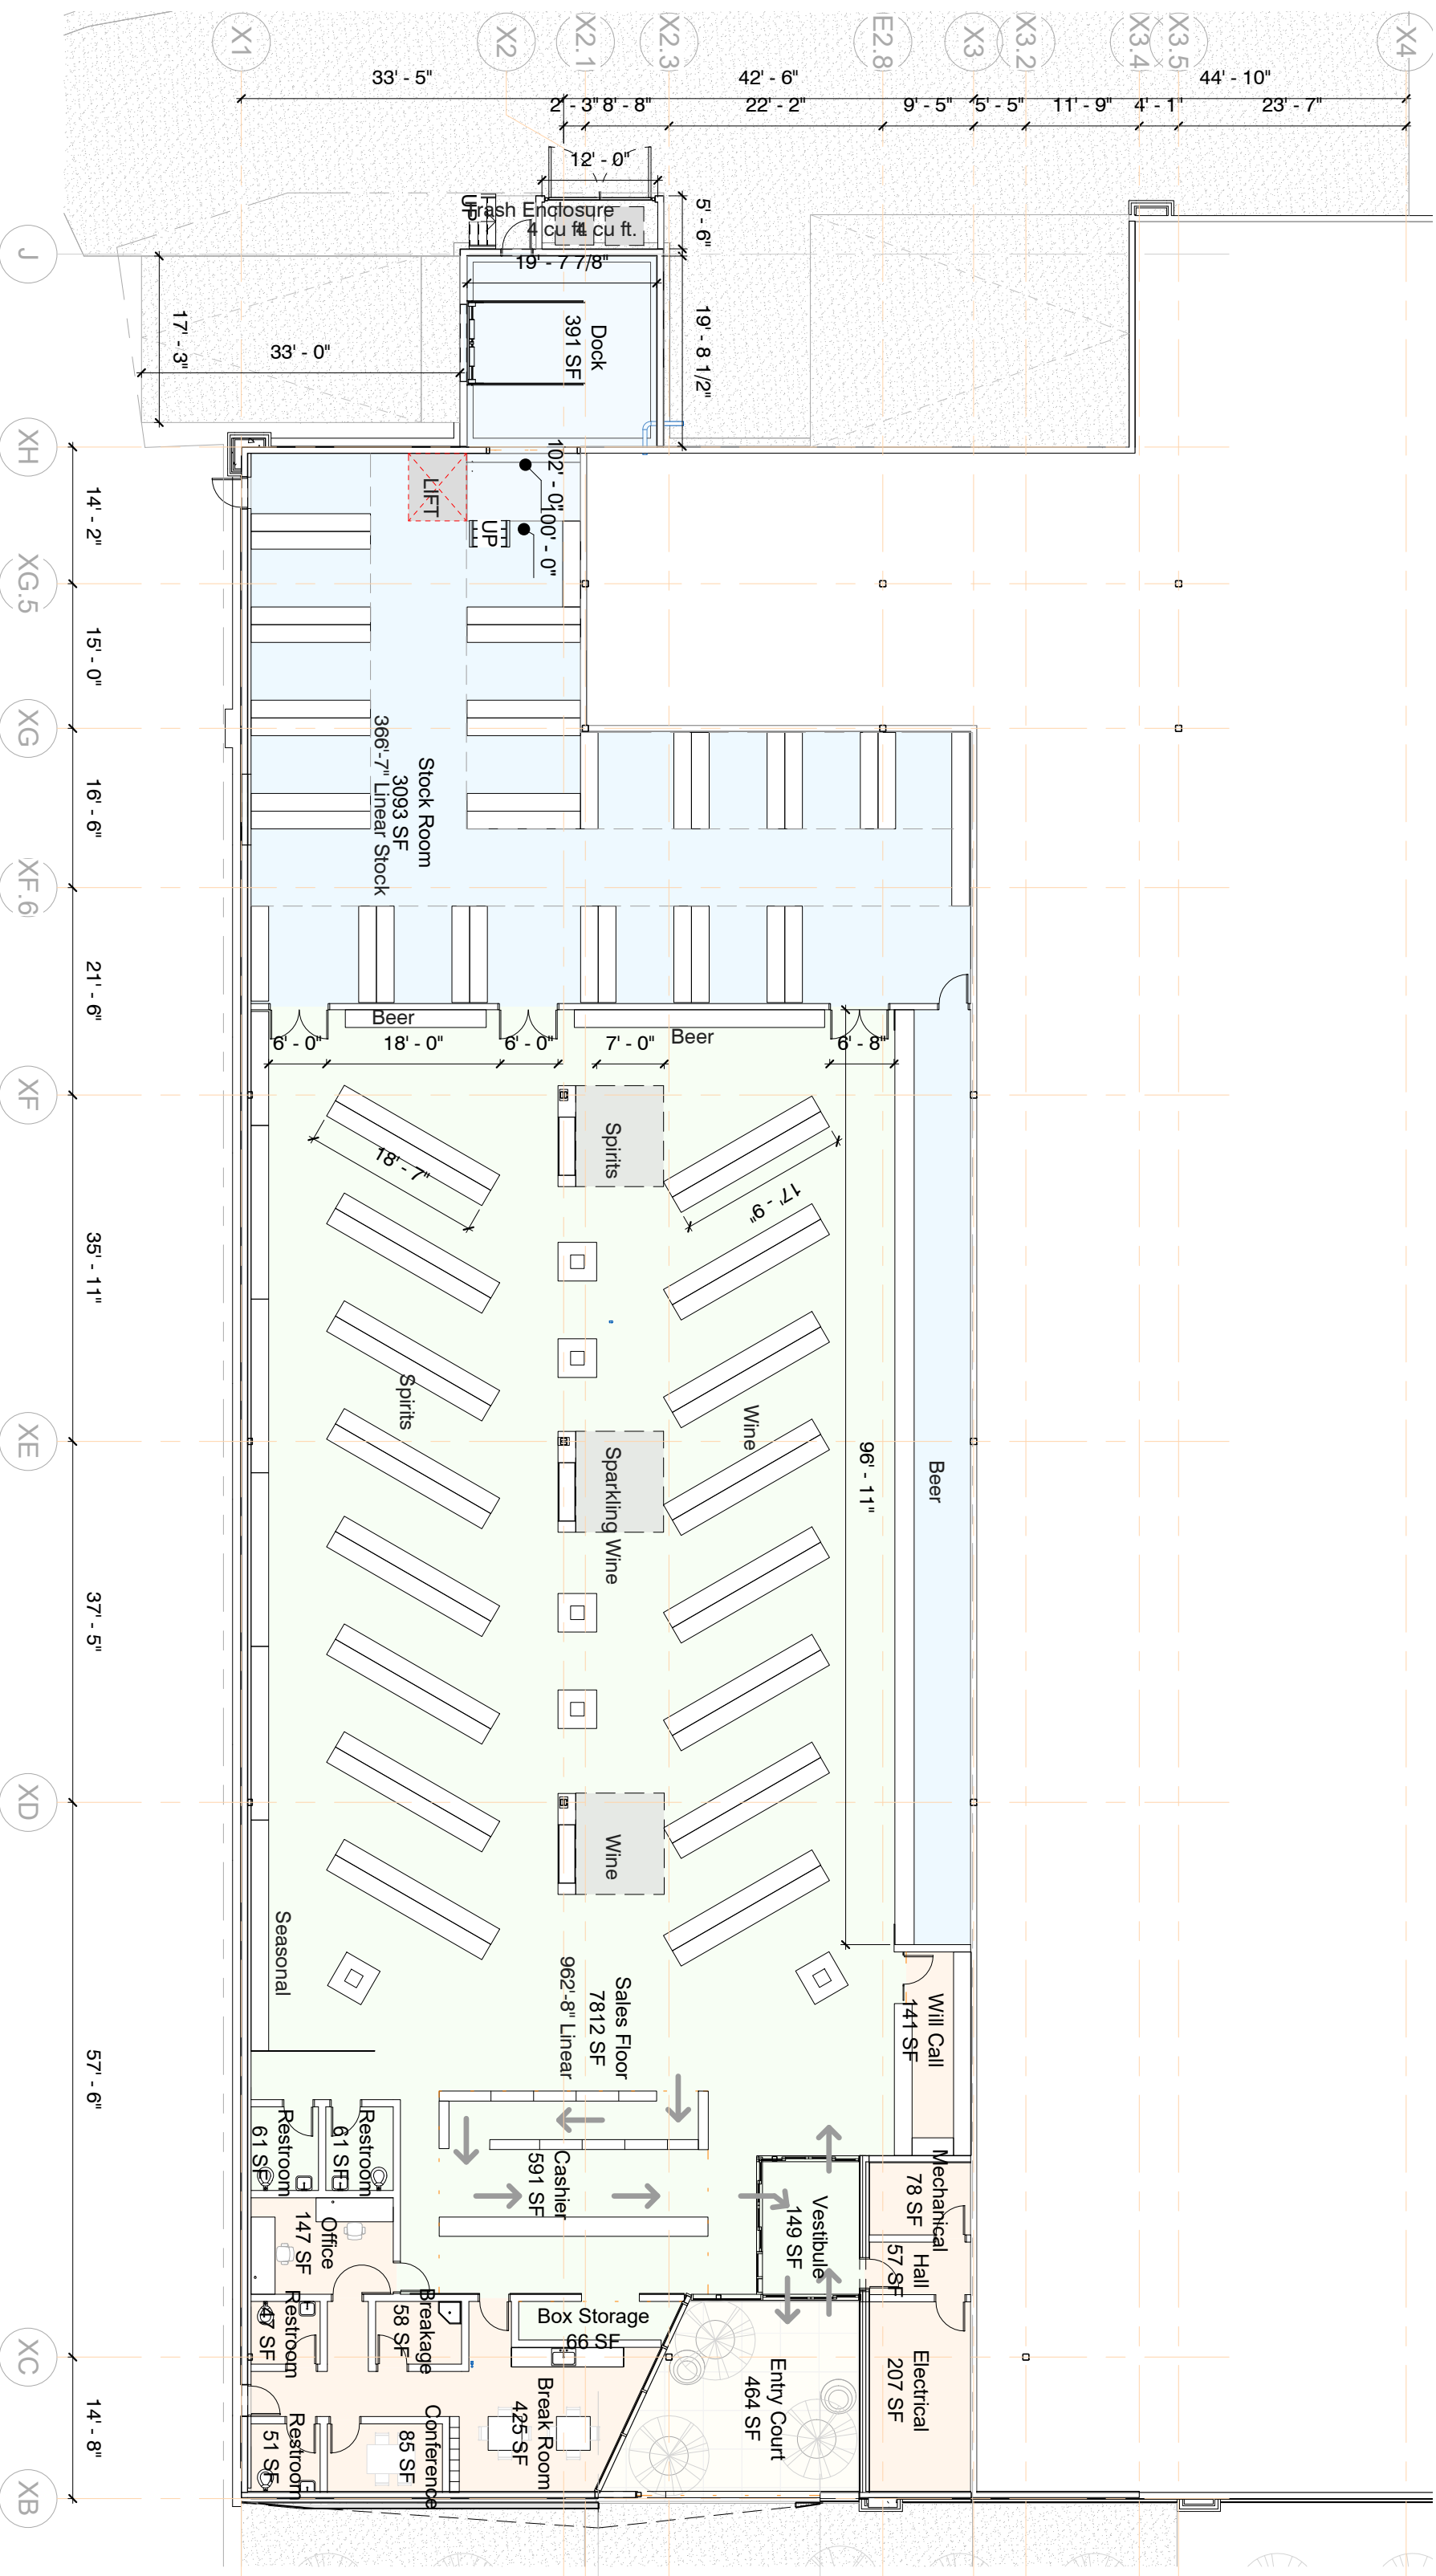 X1
X2
X2.1
X2.3
E2.8
X3
X3.2
X3.4
X3.5
X4
33' - 5"
42' - 6"
44' - 10"
2' - 3"
8' - 8"
22' - 2"
9' - 5"
5' - 5"
11' - 9"
4' - 1"
23' - 7"
12' - 0"
UP
Trash Enclosure
4 cu ft.
4 cu ft.
5' - 6"
J
19' - 7 7/8"
17' - 3"
33' - 0"
Dock
391 SF
19' - 8 1/2"
XH
14' - 2"
LIFT
UP
102' - 0"
100' - 0"
XG.5
15' - 0"
XG
16' - 6"
Stock Room
3093 SF
366'-7" Linear Stock
XF.6
21' - 6"
Beer
Beer
6' - 0"
18' - 0"
6' - 0"
7' - 0"
6' - 8"
XF
Spirits
18' - 7"
17' - 9"
35' - 11"
Spirits
Wine
XE
Sparkling Wine
96' - 11"
Beer
37' - 5"
XD
Wine
Seasonal
Sales Floor
7812 SF
962'-8" Linear
Will Call
141 SF
57' - 6"
Restroom
61 SF
Restroom
61 SF
Cashier
591 SF
Vestibule
149 SF
Mechanical
78 SF
Office
147 SF
Hall
57 SF
Restroom
47 SF
Breakage
58 SF
Box Storage
66 SF
XC
Entry Court
464 SF
Electrical
207 SF
14' - 8"
Restroom
51 SF
Conference
85 SF
Break Room
425 SF
XB